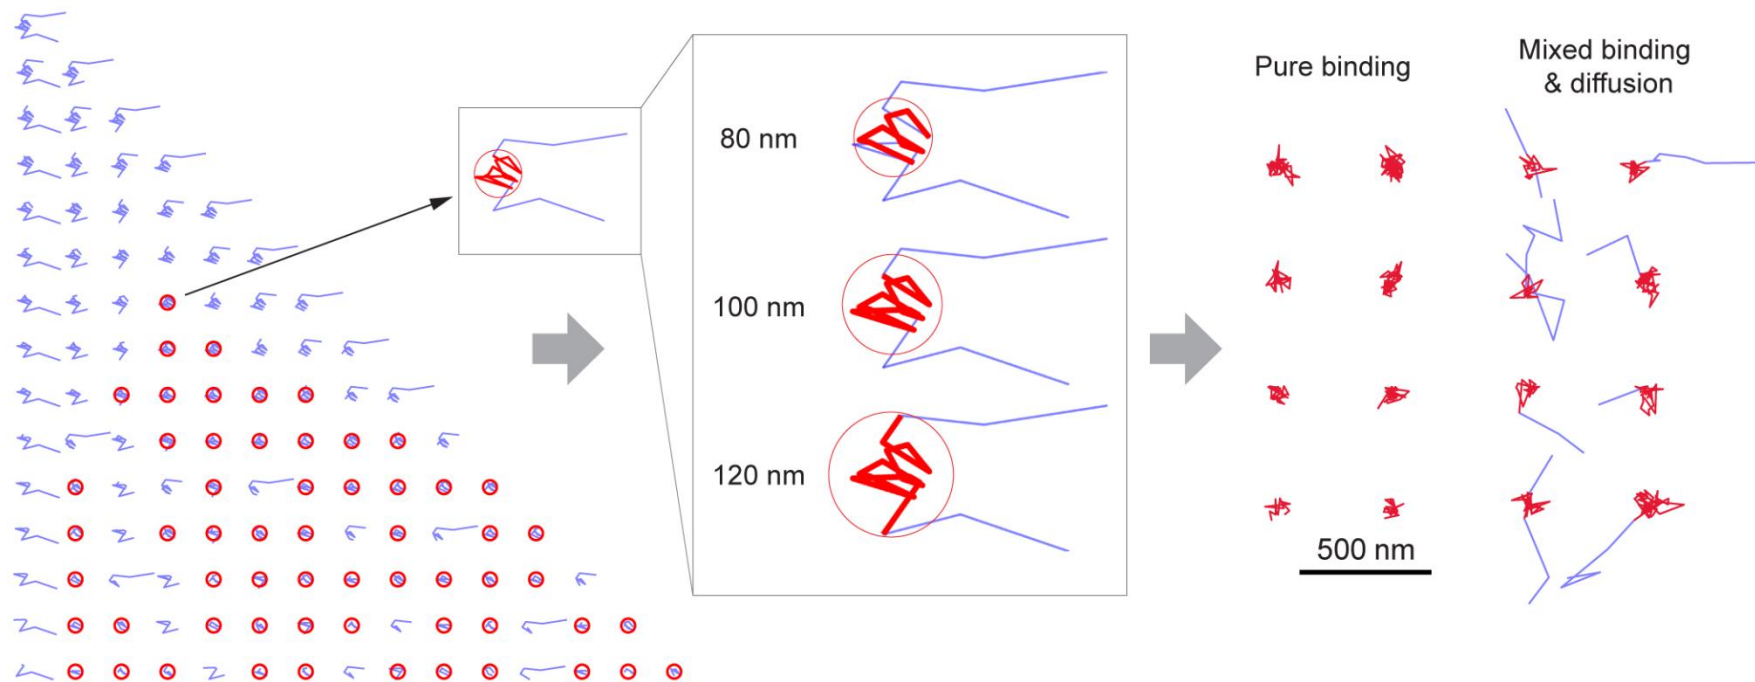 80 nm
100 nm
120 nm
Pure binding
Mixed binding
& diffusion
500 nm